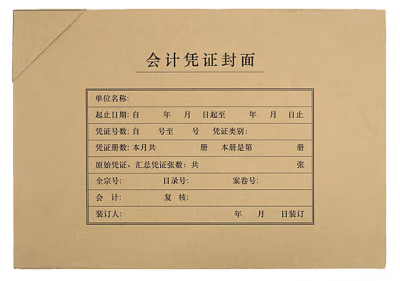 会计凭证封面
单位名称:
起止日期: 自 年 月 日起至 年 月 日止
凭证号数: 自 号至 号 凭证类别:
凭证册数: 本月共 册 本册是第 册
原始凭证、汇总凭证张数: 共 张
全宗号: 目录号: 案卷号:
会 计: 复 核:
装订人: 年 月 日装订